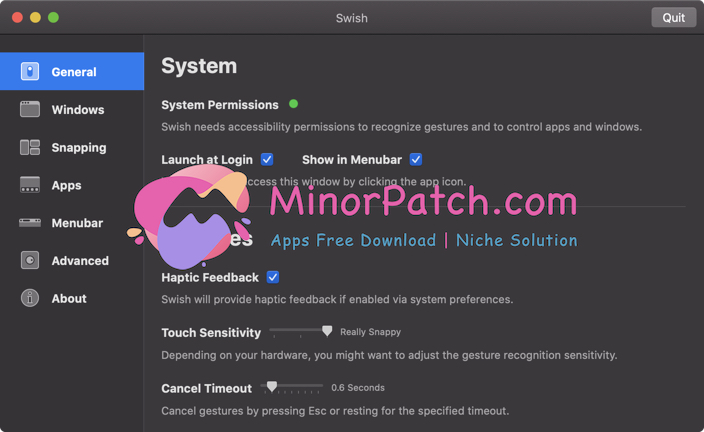 Swish
Quit
General
Windows
Snapping
Apps
Menubar
Advanced
About
System
System Permissions
Swish needs accessibility permissions to recognize gestures and to control apps and windows.
Launch at Login Show in Menubar
this window by clicking the app icon.
MinorPatch.com
Apps Free Download | Niche Solution
Haptic Feedback
Swish will provide haptic feedback if enabled via system preferences.
Touch Sensitivity Really Snappy
Depending on your hardware, you might want to adjust the gesture recognition sensitivity.
Cancel Timeout 0.6 Seconds
Cancel gestures by pressing Esc or resting for the specified timeout.